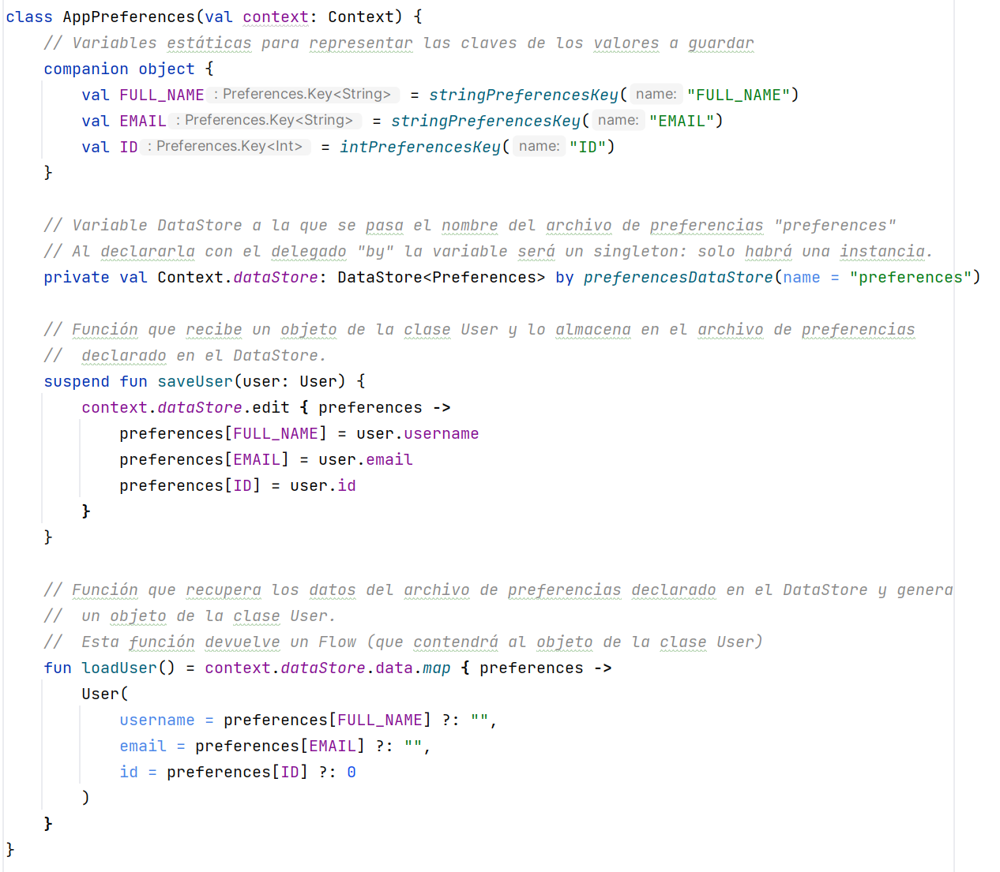 class AppPreferences(val context: Context) {
    // Variables estáticas para representar las claves de los valores a guardar
    companion object {
        val FULL_NAME : Preferences.Key<String> = stringPreferencesKey( name: "FULL_NAME")
        val EMAIL : Preferences.Key<String> = stringPreferencesKey( name: "EMAIL")
        val ID : Preferences.Key<Int> = intPreferencesKey( name: "ID")
    }

    // Variable DataStore a la que se pasa el nombre del archivo de preferencias "preferences"
    // Al declararla con el delegado "by" la variable será un singleton: solo habrá una instancia.
    private val Context.dataStore: DataStore<Preferences> by preferencesDataStore(name = "preferences")

    // Función que recibe un objeto de la clase User y lo almacena en el archivo de preferencias
    //  declarado en el DataStore.
    suspend fun saveUser(user: User) {
        context.dataStore.edit { preferences ->
            preferences[FULL_NAME] = user.username
            preferences[EMAIL] = user.email
            preferences[ID] = user.id
        }
    }

    // Función que recupera los datos del archivo de preferencias declarado en el DataStore y genera
    //  un objeto de la clase User.
    //  Esta función devuelve un Flow (que contendrá al objeto de la clase User)
    fun loadUser() = context.dataStore.data.map { preferences ->
        User(
            username = preferences[FULL_NAME] ?: "",
            email = preferences[EMAIL] ?: "",
            id = preferences[ID] ?: 0
        )
    }
}